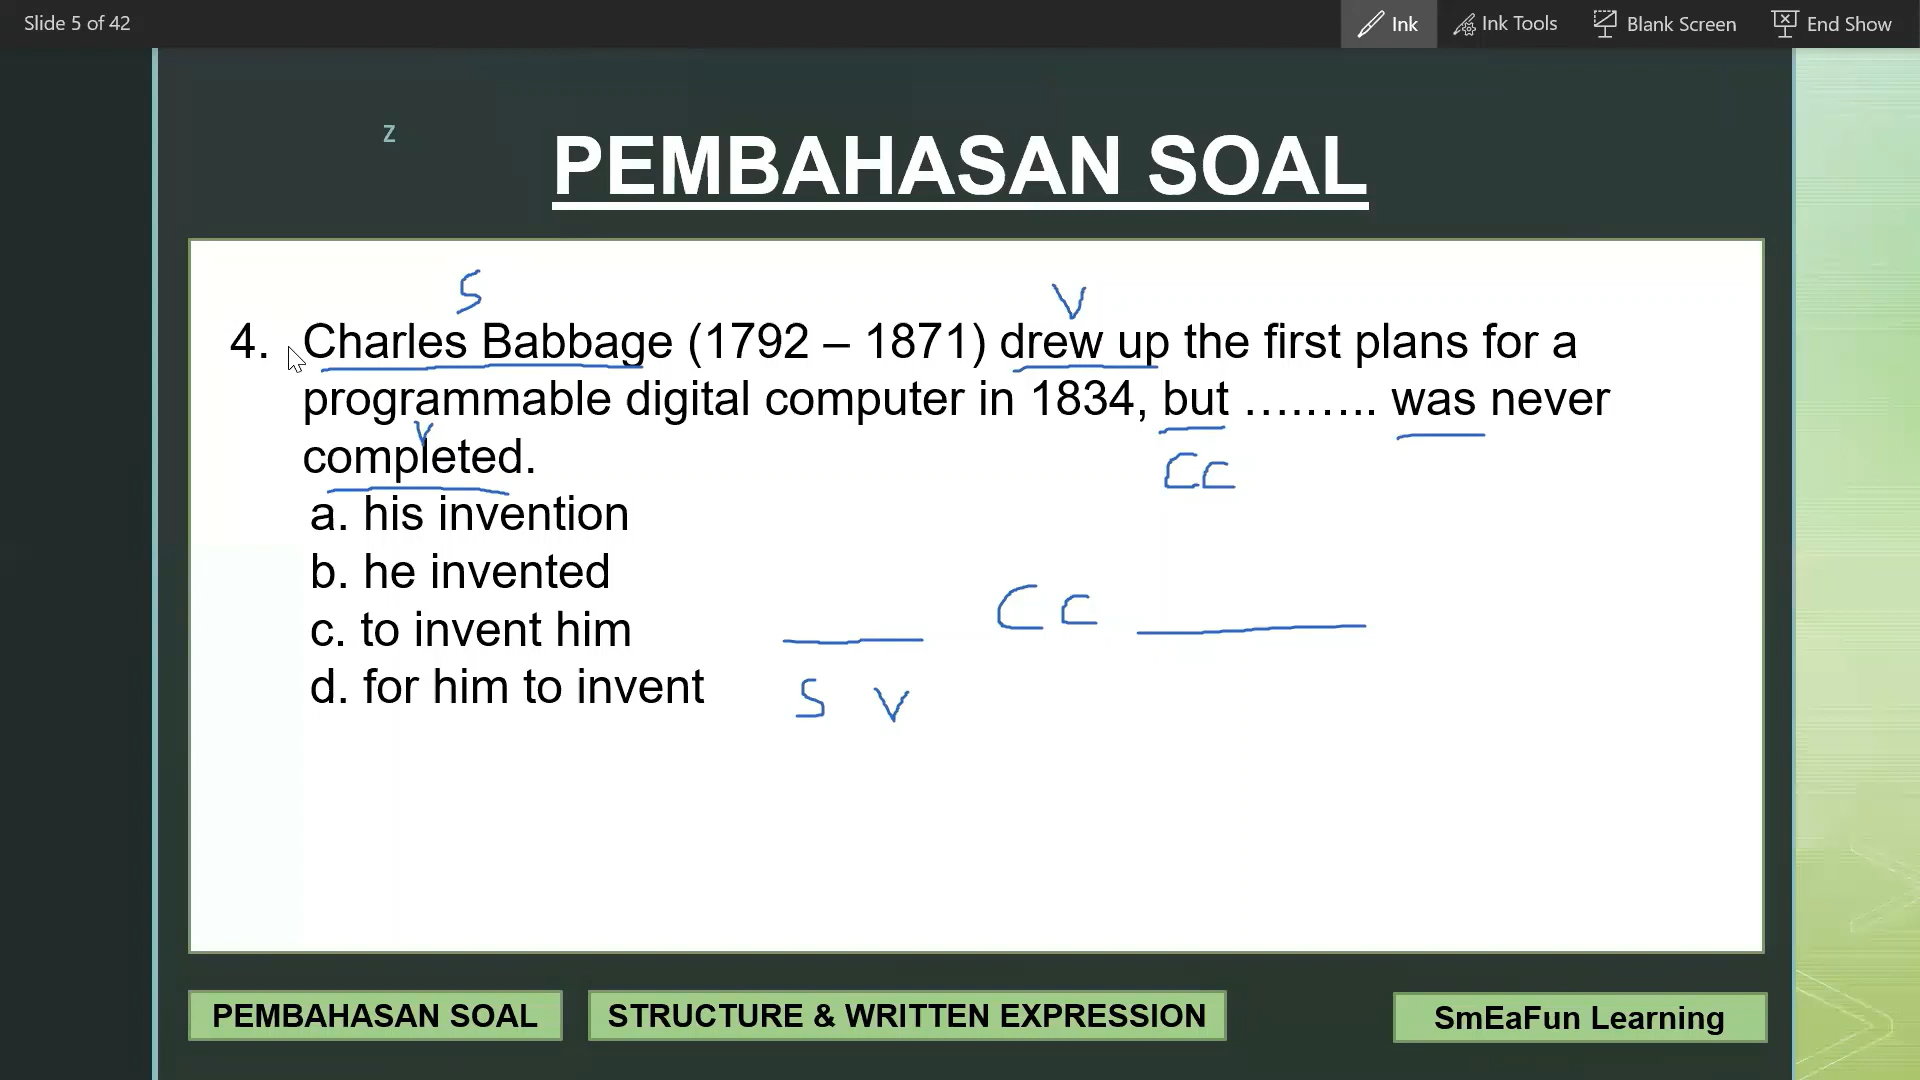 Slide 5 of 42
Ink
Ink Tools
Blank Screen
End Show
z
PEMBAHASAN SOAL
S
V
4. Charles Babbage (1792 – 1871) drew up the first plans for a
programmable digital computer in 1834, but ………. was never
V
completed.
CC
a. his invention
b. he invented
CC
c. to invent him
d. for him to invent
S V
PEMBAHASAN SOAL
STRUCTURE & WRITTEN EXPRESSION
SmEaFun Learning